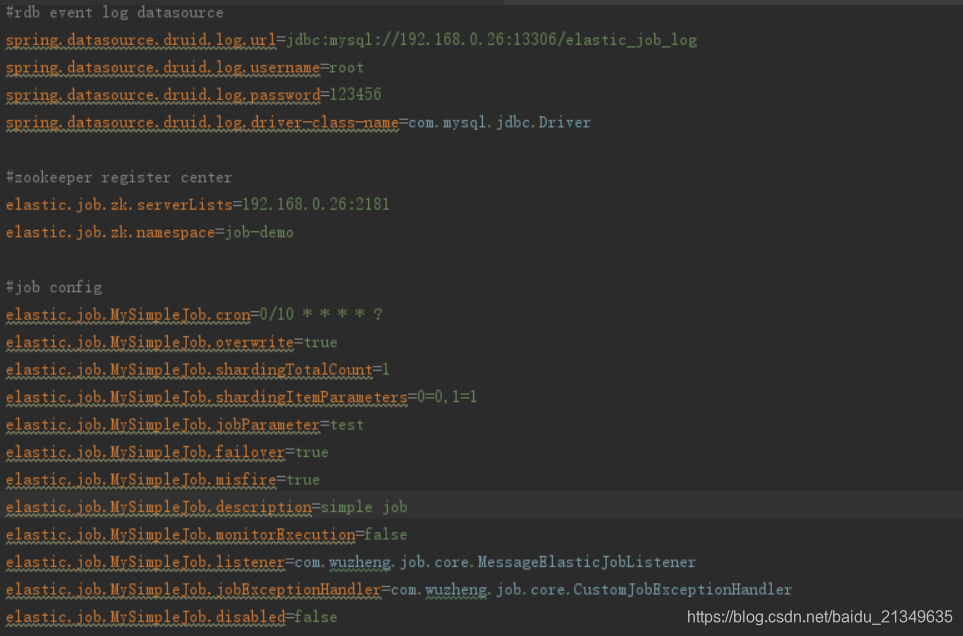 #rdb event log datasource
spring.datasource.druid.log.url=jdbc:mysql://192.168.0.26:13306/elastic_job_log
spring.datasource.druid.log.username=root
spring.datasource.druid.log.password=123456
spring.datasource.druid.log.driver-class-name=com.mysql.jdbc.Driver
#zookeeper register center
elastic.job.zk.serverLists=192.168.0.26:2181
elastic.job.zk.namespace=job-demo
#job config
elastic.job.MySimpleJob.cron=0/10 * * * * ?
elastic.job.MySimpleJob.overwrite=true
elastic.job.MySimpleJob.shardingTotalCount=1
elastic.job.MySimpleJob.shardingItemParameters=0=0,1=1
elastic.job.MySimpleJob.jobParameter=test
elastic.job.MySimpleJob.failover=true
elastic.job.MySimpleJob.misfire=true
elastic.job.MySimpleJob.description=simple job
elastic.job.MySimpleJob.monitorExecution=false
elastic.job.MySimpleJob.listener=com.wuzheng.job.core.MessageElasticJobListener
elastic.job.MySimpleJob.jobExceptionHandler=com.wuzheng.job.core.CustomJobExceptionHandler
elastic.job.MySimpleJob.disabled=false
https://blog.csdn.net/baidu_21349635